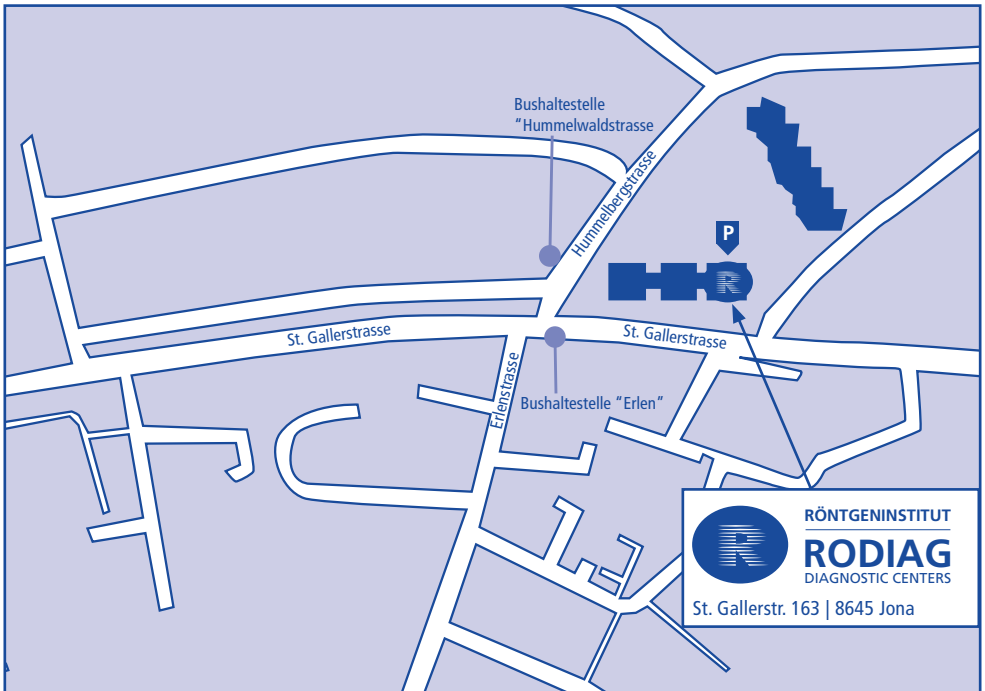 Bushaltestelle
"Hummelwaldstrasse
Hummelbergstrasse
P
R
St. Gallerstrasse
St. Gallerstrasse
Erlenstrasse
Bushaltestelle "Erlen"
R
RÖNTGENINSTITUT
RODIAG
DIAGNOSTIC CENTERS
St. Gallerstr. 163 | 8645 Jona